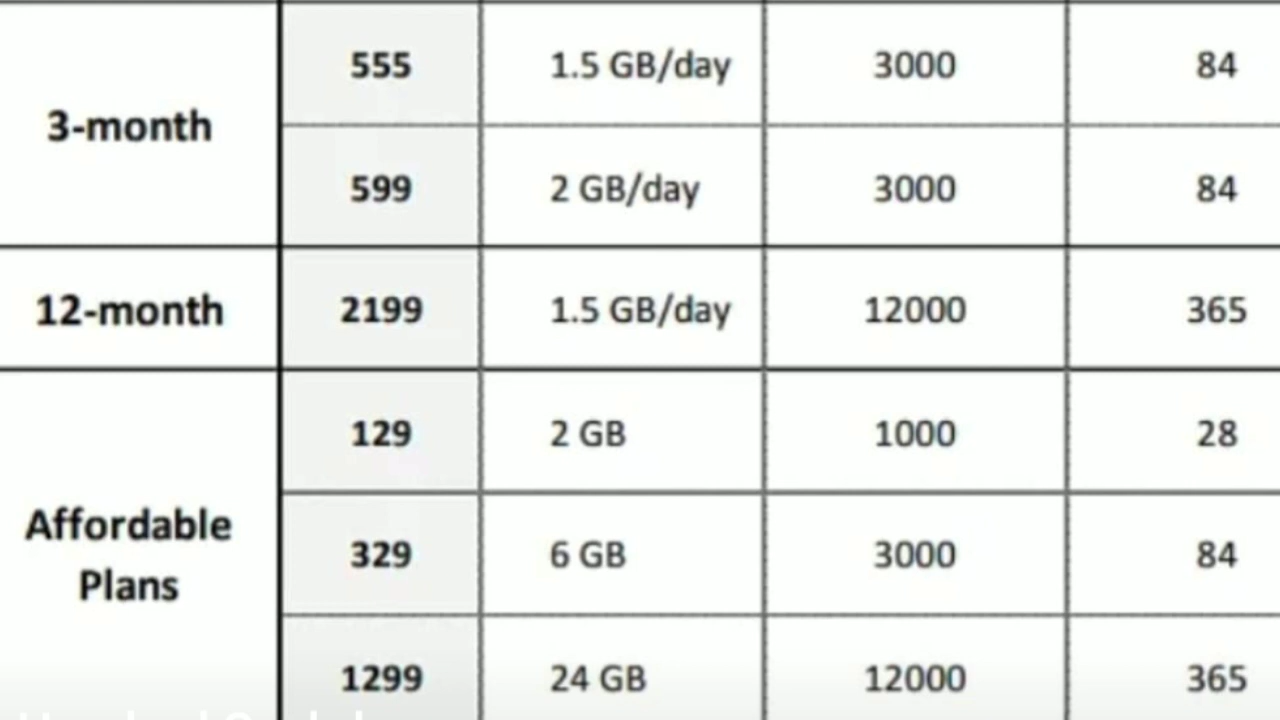 3-month
555 1.5 GB/day 3000 84
599 2 GB/day 3000 84
12-month 2199 1.5 GB/day 12000 365
Affordable
Plans
129 2 GB 1000 28
329 6 GB 3000 84
1299 24 GB 12000 365